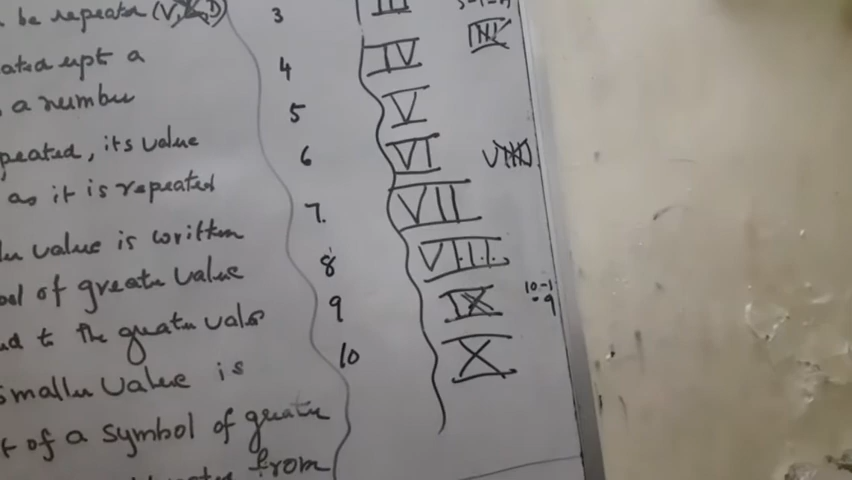 be repeated (V, L, D)
3 III
a
4 IV
a number
5 V
peated, its value
6 VI
as it is repeated
7. VII
value is written
8 VIII
ol of greater value
9 IX 10-1
= 9
to the greater value
10 X
smaller value is
of a symbol of greater
from